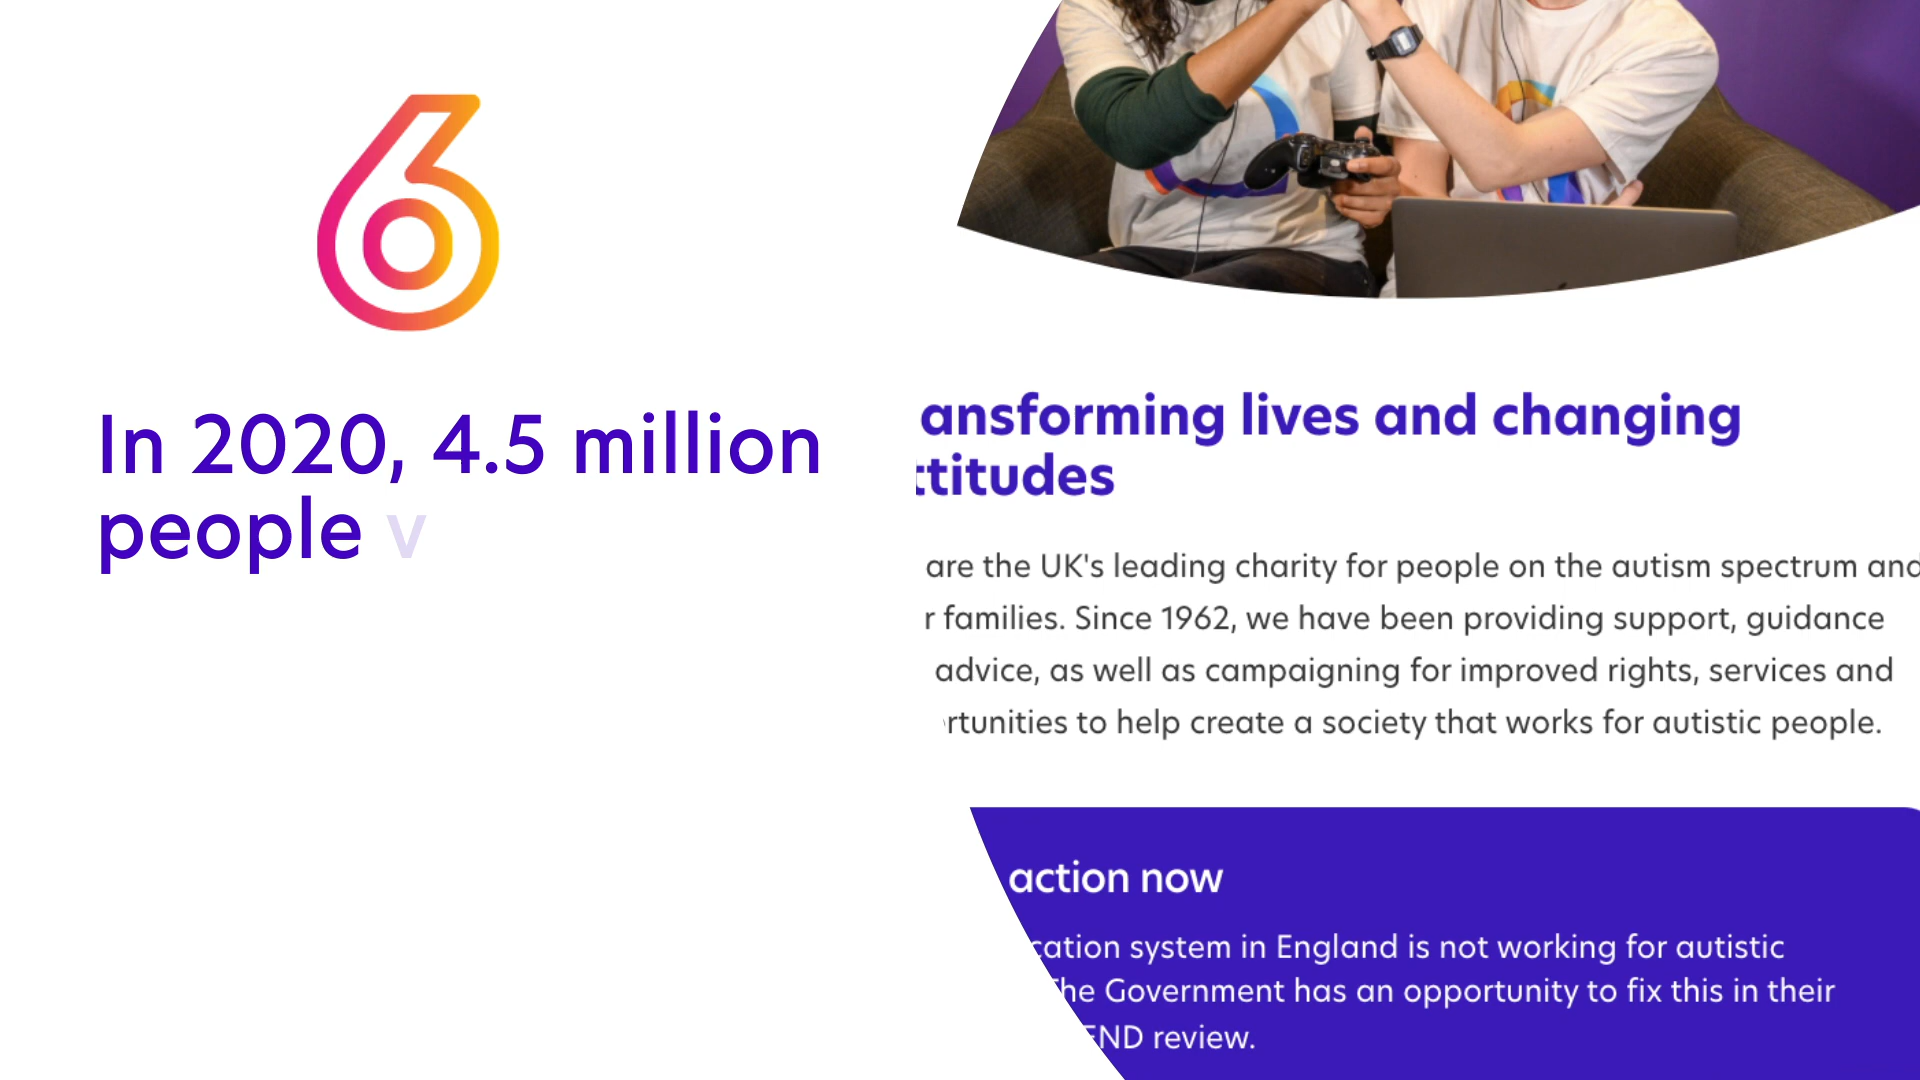 6
In 2020, 4.5 million
people v
ansforming lives and changing
ttitudes
are the UK's leading charity for people on the autism spectrum and
r families. Since 1962, we have been providing support, guidance
advice, as well as campaigning for improved rights, services and
rtunities to help create a society that works for autistic people.
action now
cation system in England is not working for autistic
The Government has an opportunity to fix this in their
END review.